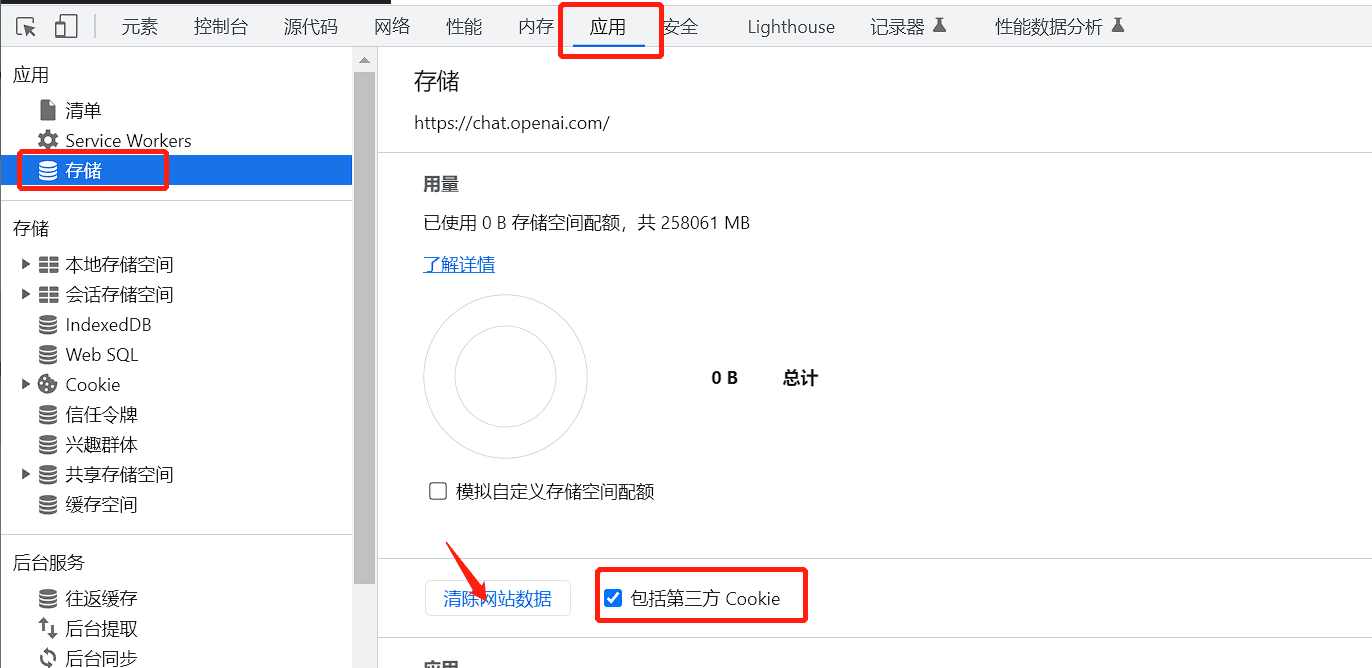 元素 控制台 源代码 网络 性能 内存 应用 安全 Lighthouse 记录器 性能数据分析
应用
清单
Service Workers
存储
存储
本地存储空间
会话存储空间
IndexedDB
Web SQL
Cookie
信任令牌
兴趣群体
共享存储空间
缓存空间
后台服务
往返缓存
后台提取
后台同步
存储
https://chat.openai.com/
用量
已使用 0 B 存储空间配额，共 258061 MB
了解详情
0 B 总计
模拟自定义存储空间配额
清除网站数据 包括第三方 Cookie
应用